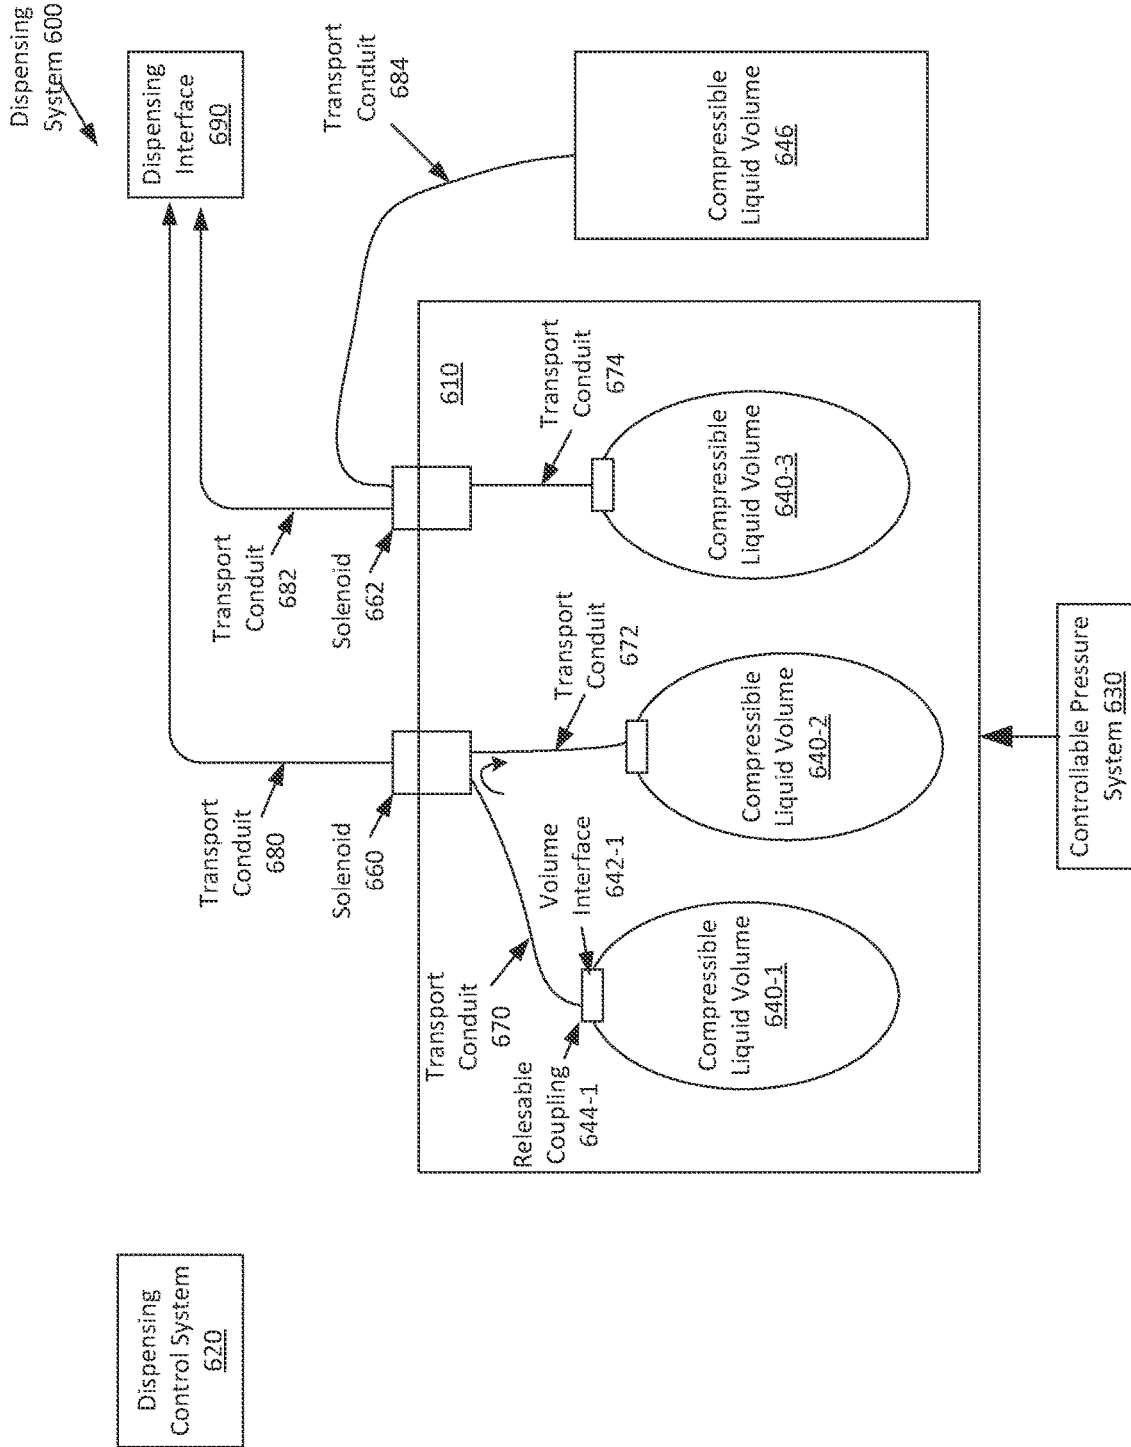 Dispensing
System 600
Dispensing
Interface
690
Transport
Conduit
684
Compressible
Liquid Volume
646
Transport
Conduit
682
Solenoid
662
610
Transport
Conduit
674
Compressible
Liquid Volume
640-3
Transport
Conduit
680
Solenoid
660
Transport
Conduit
672
Compressible
Liquid Volume
640-2
Transport
Conduit
670
Volume
Interface
642-1
Relesable
Coupling
644-1
Compressible
Liquid Volume
640-1
Controllable Pressure
System 630
Dispensing
Control System
620